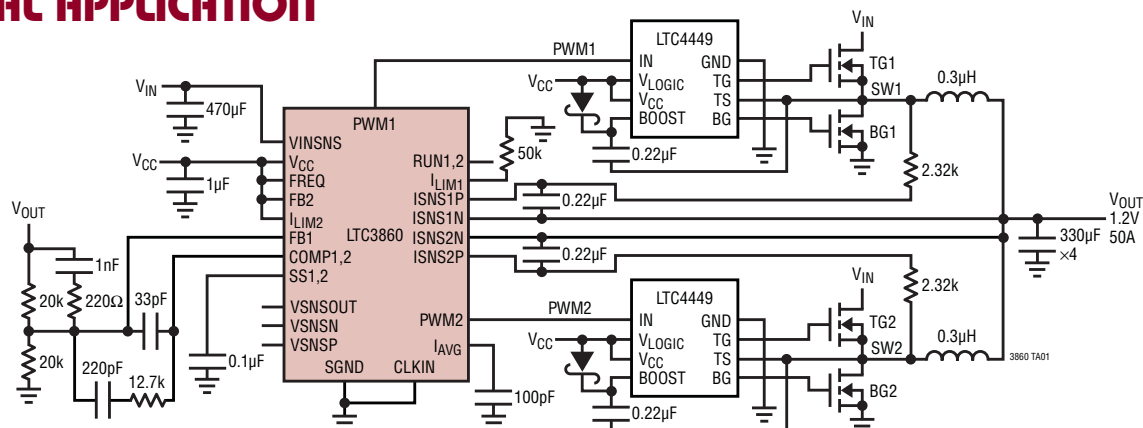 AL APPLICATION
VIN
470µF
VCC
1µF
VOUT
1nF
20k
220Ω
33pF
20k
220pF
12.7k
0.1µF
PWM1
VINSNS
VCC
FREQ
FB2
ILIM2
FB1
COMP1,2
SS1,2
VSNSOUT
VSNSN
VSNSP
SGND
CLKIN
LTC3860
RUN1,2
ILIM1
ISNS1P
ISNS1N
ISNS2N
ISNS2P
PWM2
IAVG
50k
0.22µF
0.22µF
100pF
PWM1
VCC
LTC4449
IN
VLOGIC
VCC
BOOST
GND
TG
TS
BG
0.22µF
VIN
TG1
SW1
BG1
0.3µH
2.32k
VOUT
1.2V
50A
330µF
×4
PWM2
VCC
LTC4449
IN
VLOGIC
VCC
BOOST
GND
TG
TS
BG
0.22µF
VIN
TG2
SW2
BG2
2.32k
0.3µH
3860 TA01